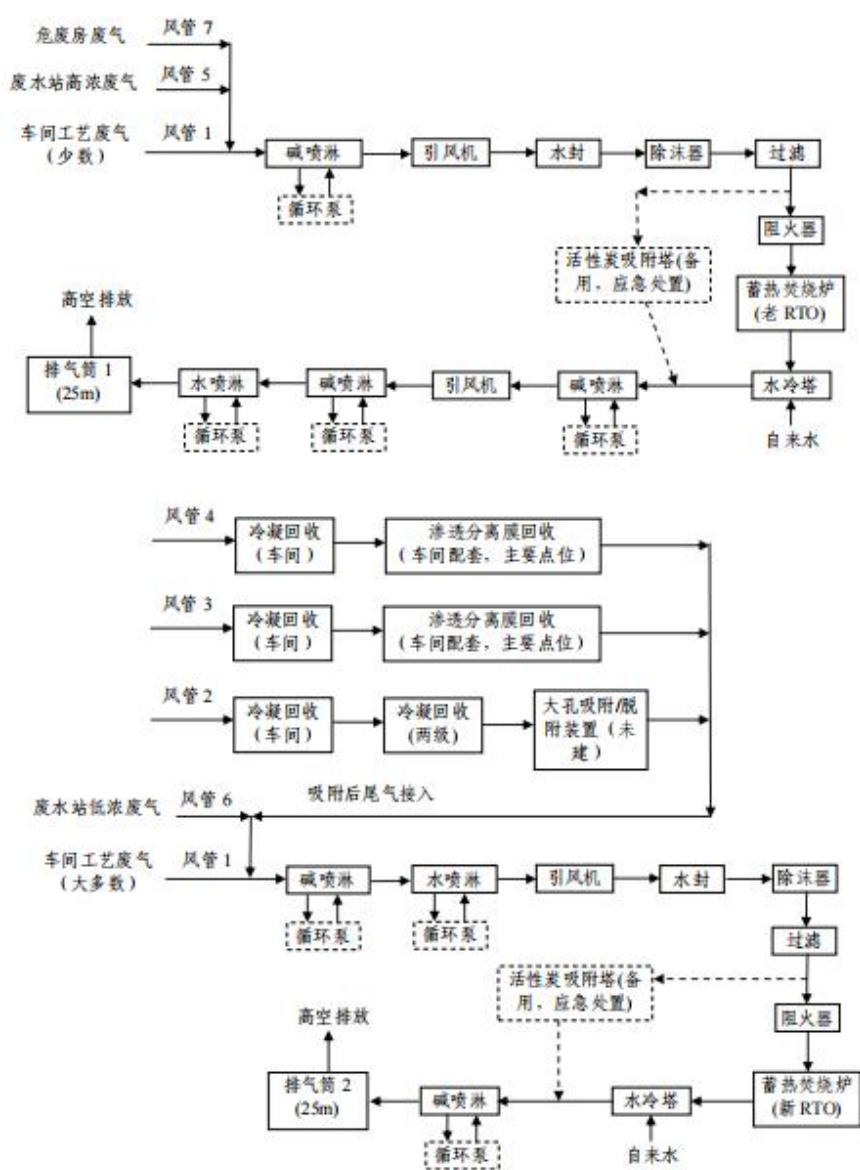 危废房废气
风管 7
废水站高浓废气
风管 5
车间工艺废气
(少数)
风管 1
碱喷淋
引风机
水封
除沫器
过滤
循环泵
阻火器
活性炭吸附塔(备
用，应急处置)
蓄热焚烧炉
(老 RTO)
高空排放
排气筒 1
(25m)
水喷淋
碱喷淋
引风机
碱喷淋
水冷塔
循环泵
循环泵
循环泵
自来水
风管 4
冷凝回收
(车间)
渗透分离膜回收
(车间配套，主要点位)
风管 3
冷凝回收
(车间)
渗透分离膜回收
(车间配套，主要点位)
风管 2
冷凝回收
(车间)
冷凝回收
(两级)
大孔吸附/脱
附装置（未
建）
废水站低浓废气
风管 6
吸附后尾气接入
车间工艺废气
(大多数)
风管 1
碱喷淋
水喷淋
引风机
水封
除沫器
循环泵
循环泵
过滤
活性炭吸附塔(备
用，应急处置)
阻火器
高空排放
排气筒 2
(25m)
碱喷淋
水冷塔
蓄热焚烧炉
(新 RTO)
循环泵
自来水